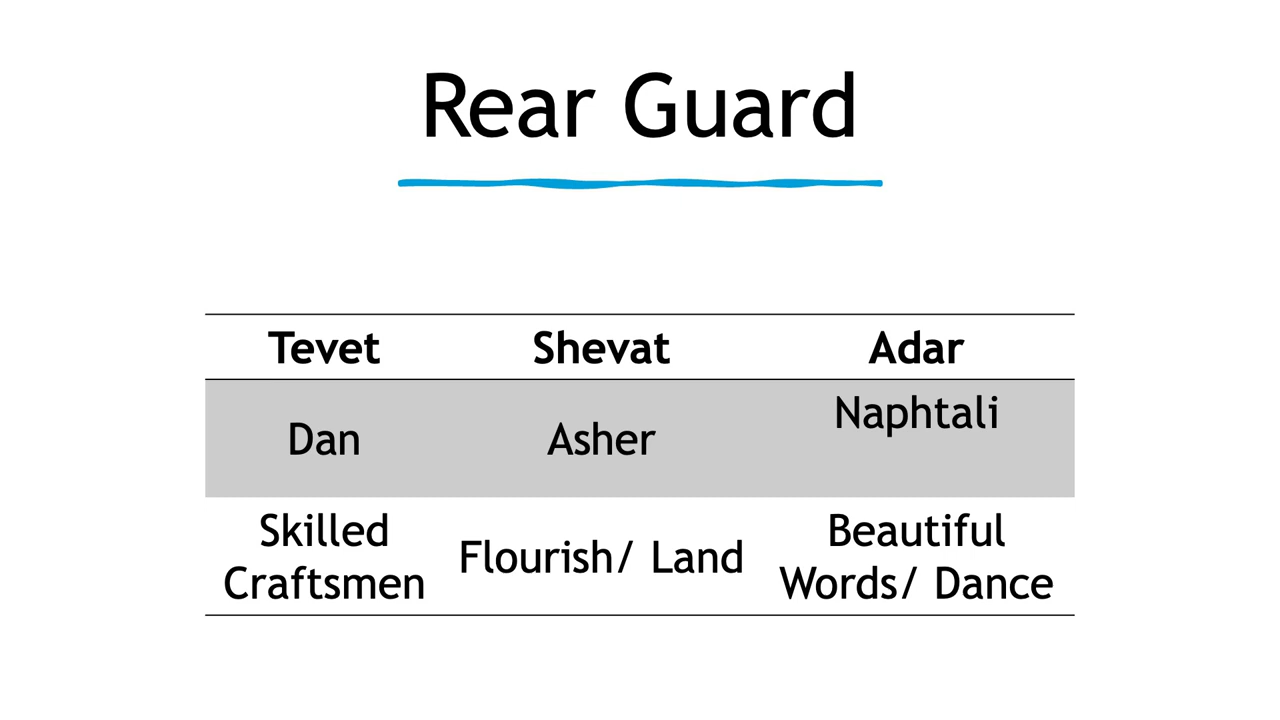 Rear Guard
Tevet Shevat Adar
Dan Asher Naphtali
Skilled
Craftsmen
Flourish/ Land
Beautiful
Words/ Dance